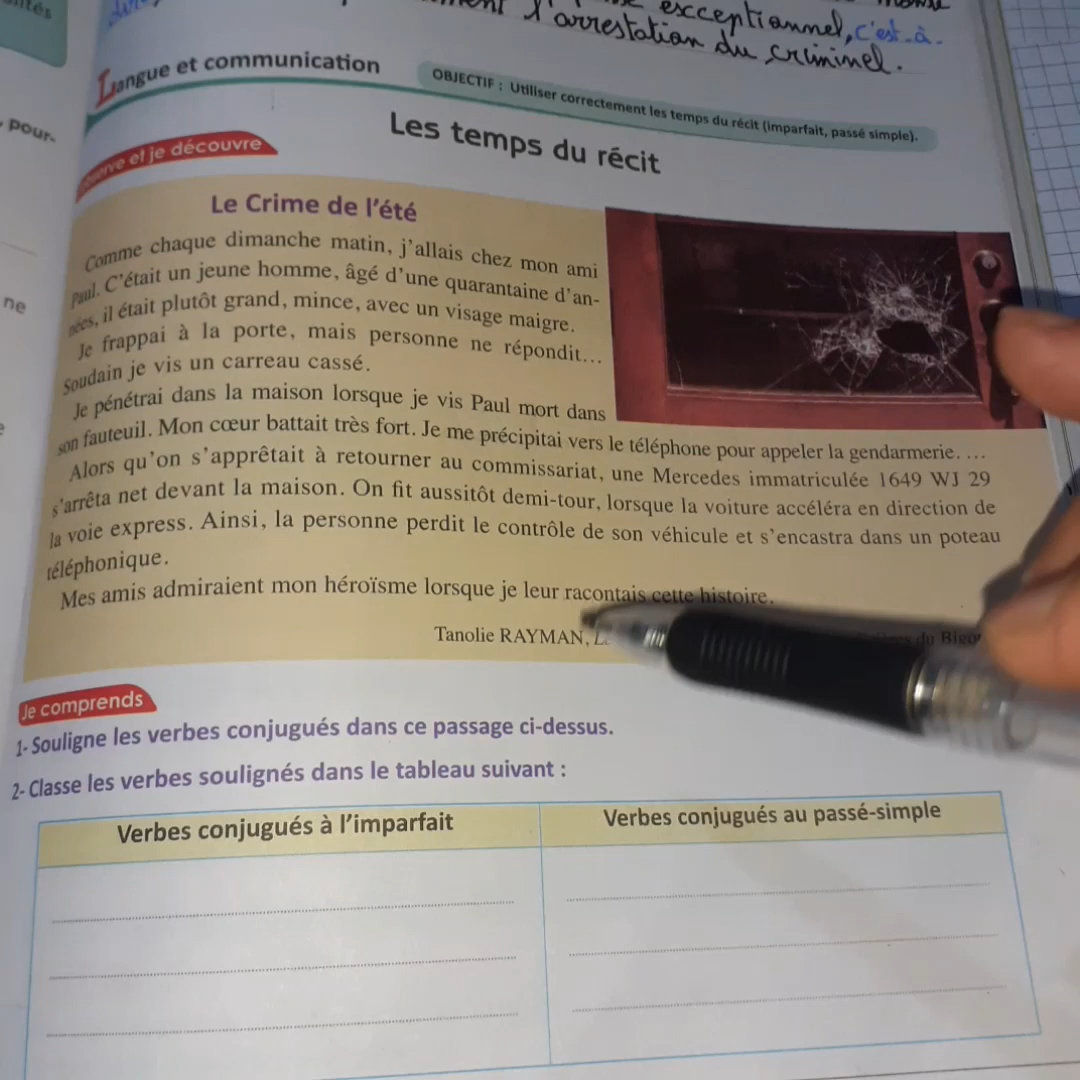 exceptionnel, c'est-à-
l'arrestation du criminel.
Langue et communication
OBJECTIF : Utiliser correctement les temps du récit (imparfait, passé simple).
pour-
Les temps du récit
et je découvre
Le Crime de l'été
Comme chaque dimanche matin, j'allais chez mon ami
Paul. C'était un jeune homme, âgé d'une quarantaine d'an-
nées, il était plutôt grand, mince, avec un visage maigre.
ne
Je frappai à la porte, mais personne ne répondit...
Soudain je vis un carreau cassé.
Je pénétrai dans la maison lorsque je vis Paul mort dans
son fauteuil. Mon cœur battait très fort. Je me précipitai vers le téléphone pour appeler la gendarmerie. ...
Alors qu'on s'apprêtait à retourner au commissariat, une Mercedes immatriculée 1649 WJ 29
s'arrêta net devant la maison. On fit aussitôt demi-tour, lorsque la voiture accéléra en direction de
la voie express. Ainsi, la personne perdit le contrôle de son véhicule et s'encastra dans un poteau
téléphonique.
Mes amis admiraient mon héroïsme lorsque je leur racontais cette histoire.
Tanolie RAYMAN, du
Je comprends
1- Souligne les verbes conjugués dans ce passage ci-dessus.
2- Classe les verbes soulignés dans le tableau suivant :
Verbes conjugués à l'imparfait
Verbes conjugués au passé-simple